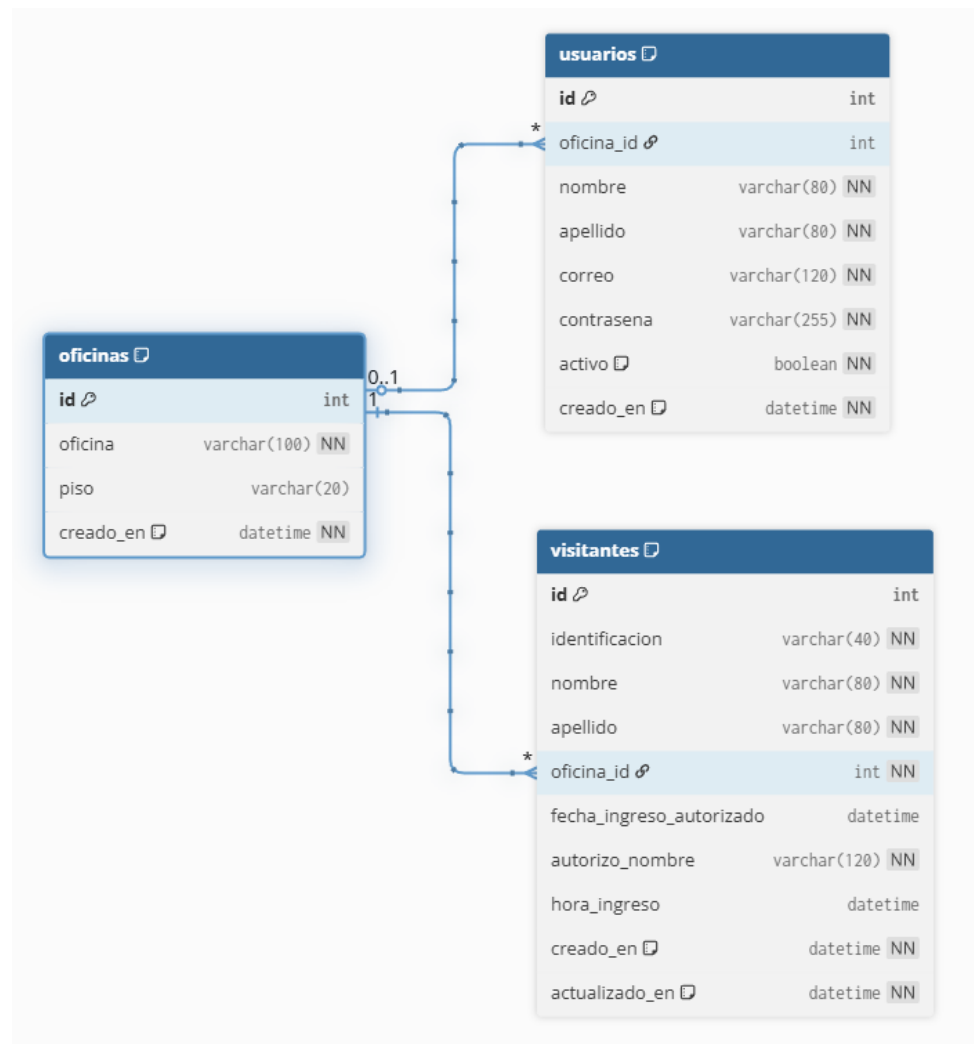 usuarios
id int
* oficina_id int
nombre varchar(80) NN
apellido varchar(80) NN
correo varchar(120) NN
contrasena varchar(255) NN
activo boolean NN
creado_en datetime NN
oficinas
0..1
id int 1
oficina varchar(100) NN
piso varchar(20)
creado_en datetime NN
visitantes
id int
identificacion varchar(40) NN
nombre varchar(80) NN
apellido varchar(80) NN
* oficina_id int NN
fecha_ingreso_autorizado datetime
autorizo_nombre varchar(120) NN
hora_ingreso datetime
creado_en datetime NN
actualizado_en datetime NN